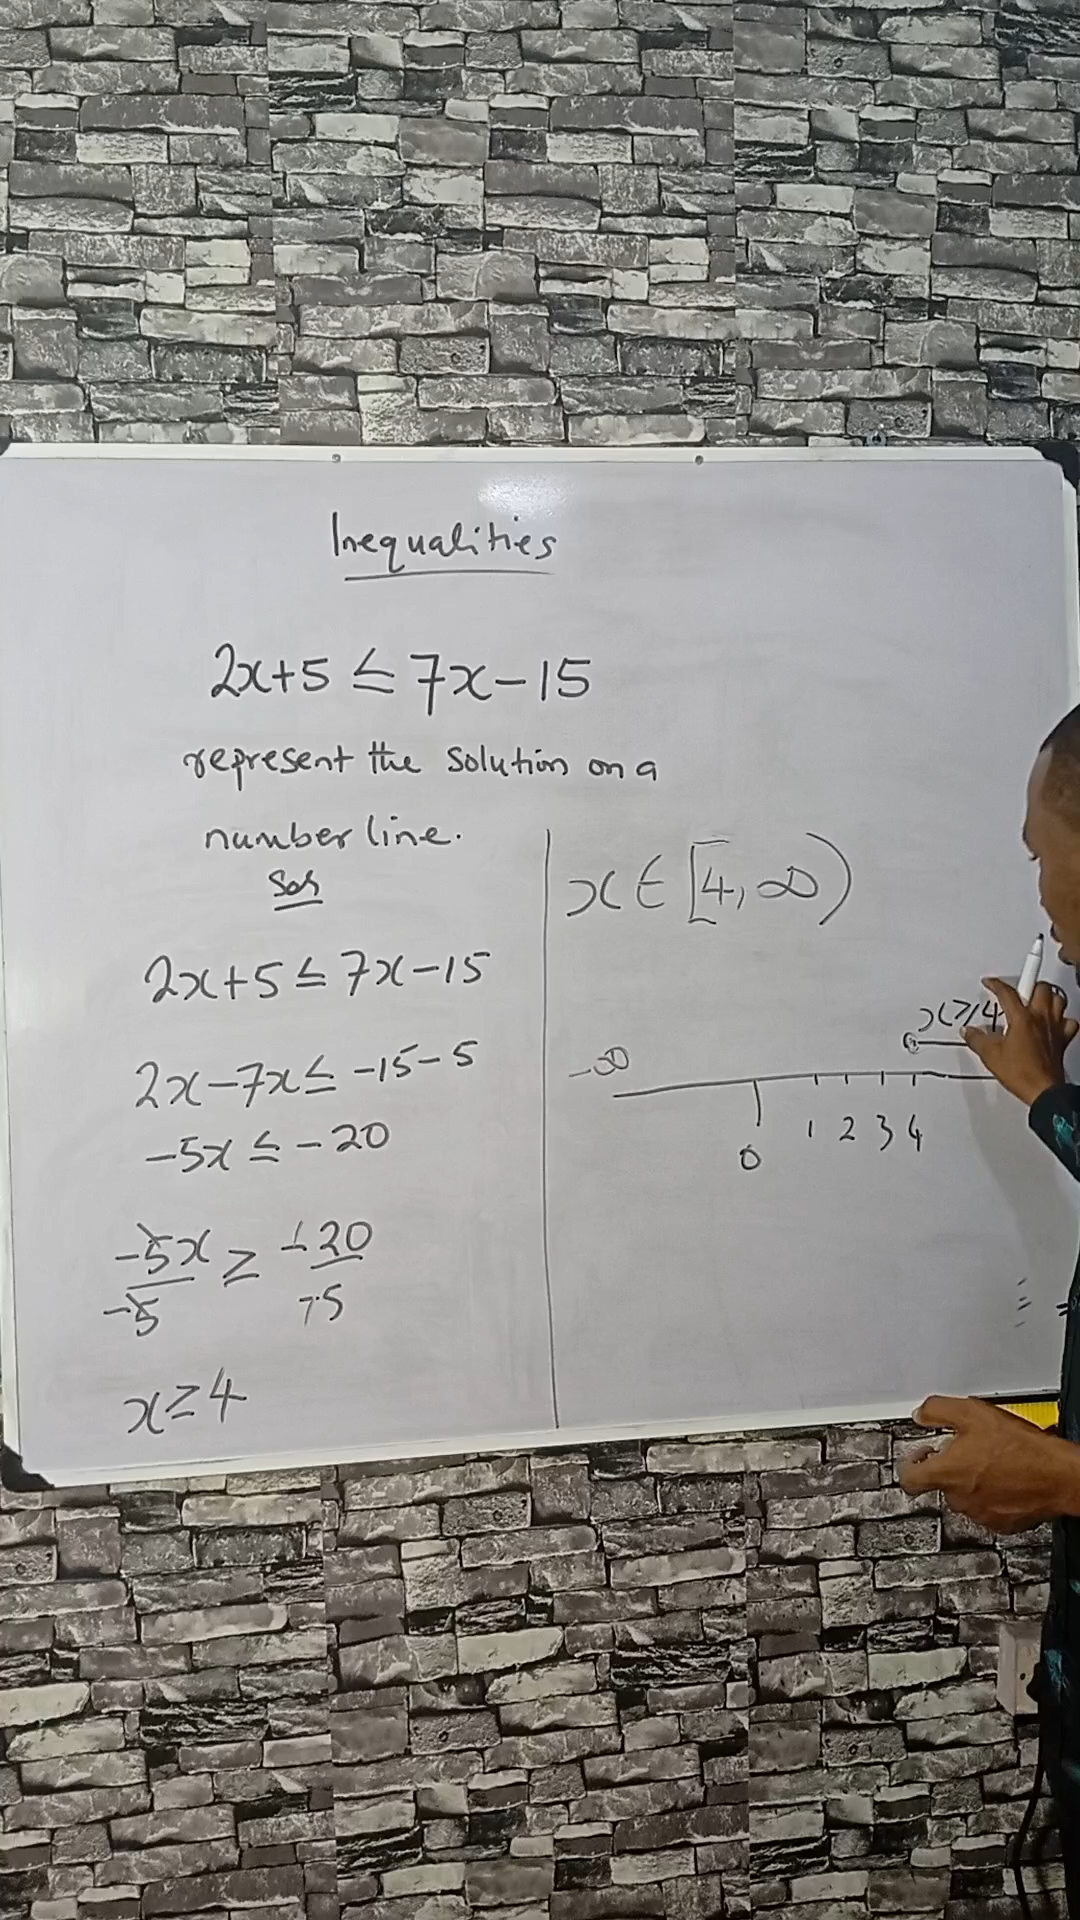 Inequalities
2x+5 ≤ 7x-15
represent the solution on a
number line.
Sol
2x+5 ≤ 7x-15
2x-7x ≤ -15-5
-5x ≤ -20
-5x ≥ -20
-5 -5
x ≥ 4
x ∈ [4, ∞)
x ≥ 4
-∞
0 1 2 3 4